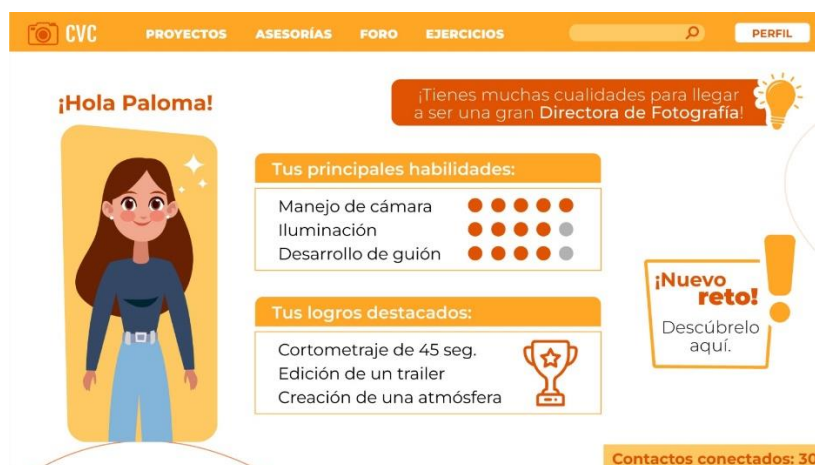 CVC PROYECTOS ASESORÍAS FORO EJERCICIOS PERFIL
¡Hola Paloma!
¡Tienes muchas cualidades para llegar
a ser una gran Directora de Fotografía!
Tus principales habilidades:
Manejo de cámara
Iluminación
Desarrollo de guión
Tus logros destacados:
Cortometraje de 45 seg.
Edición de un trailer
Creación de una atmósfera
¡Nuevo
reto!
Descúbrelo
aquí.
Contactos conectados: 30